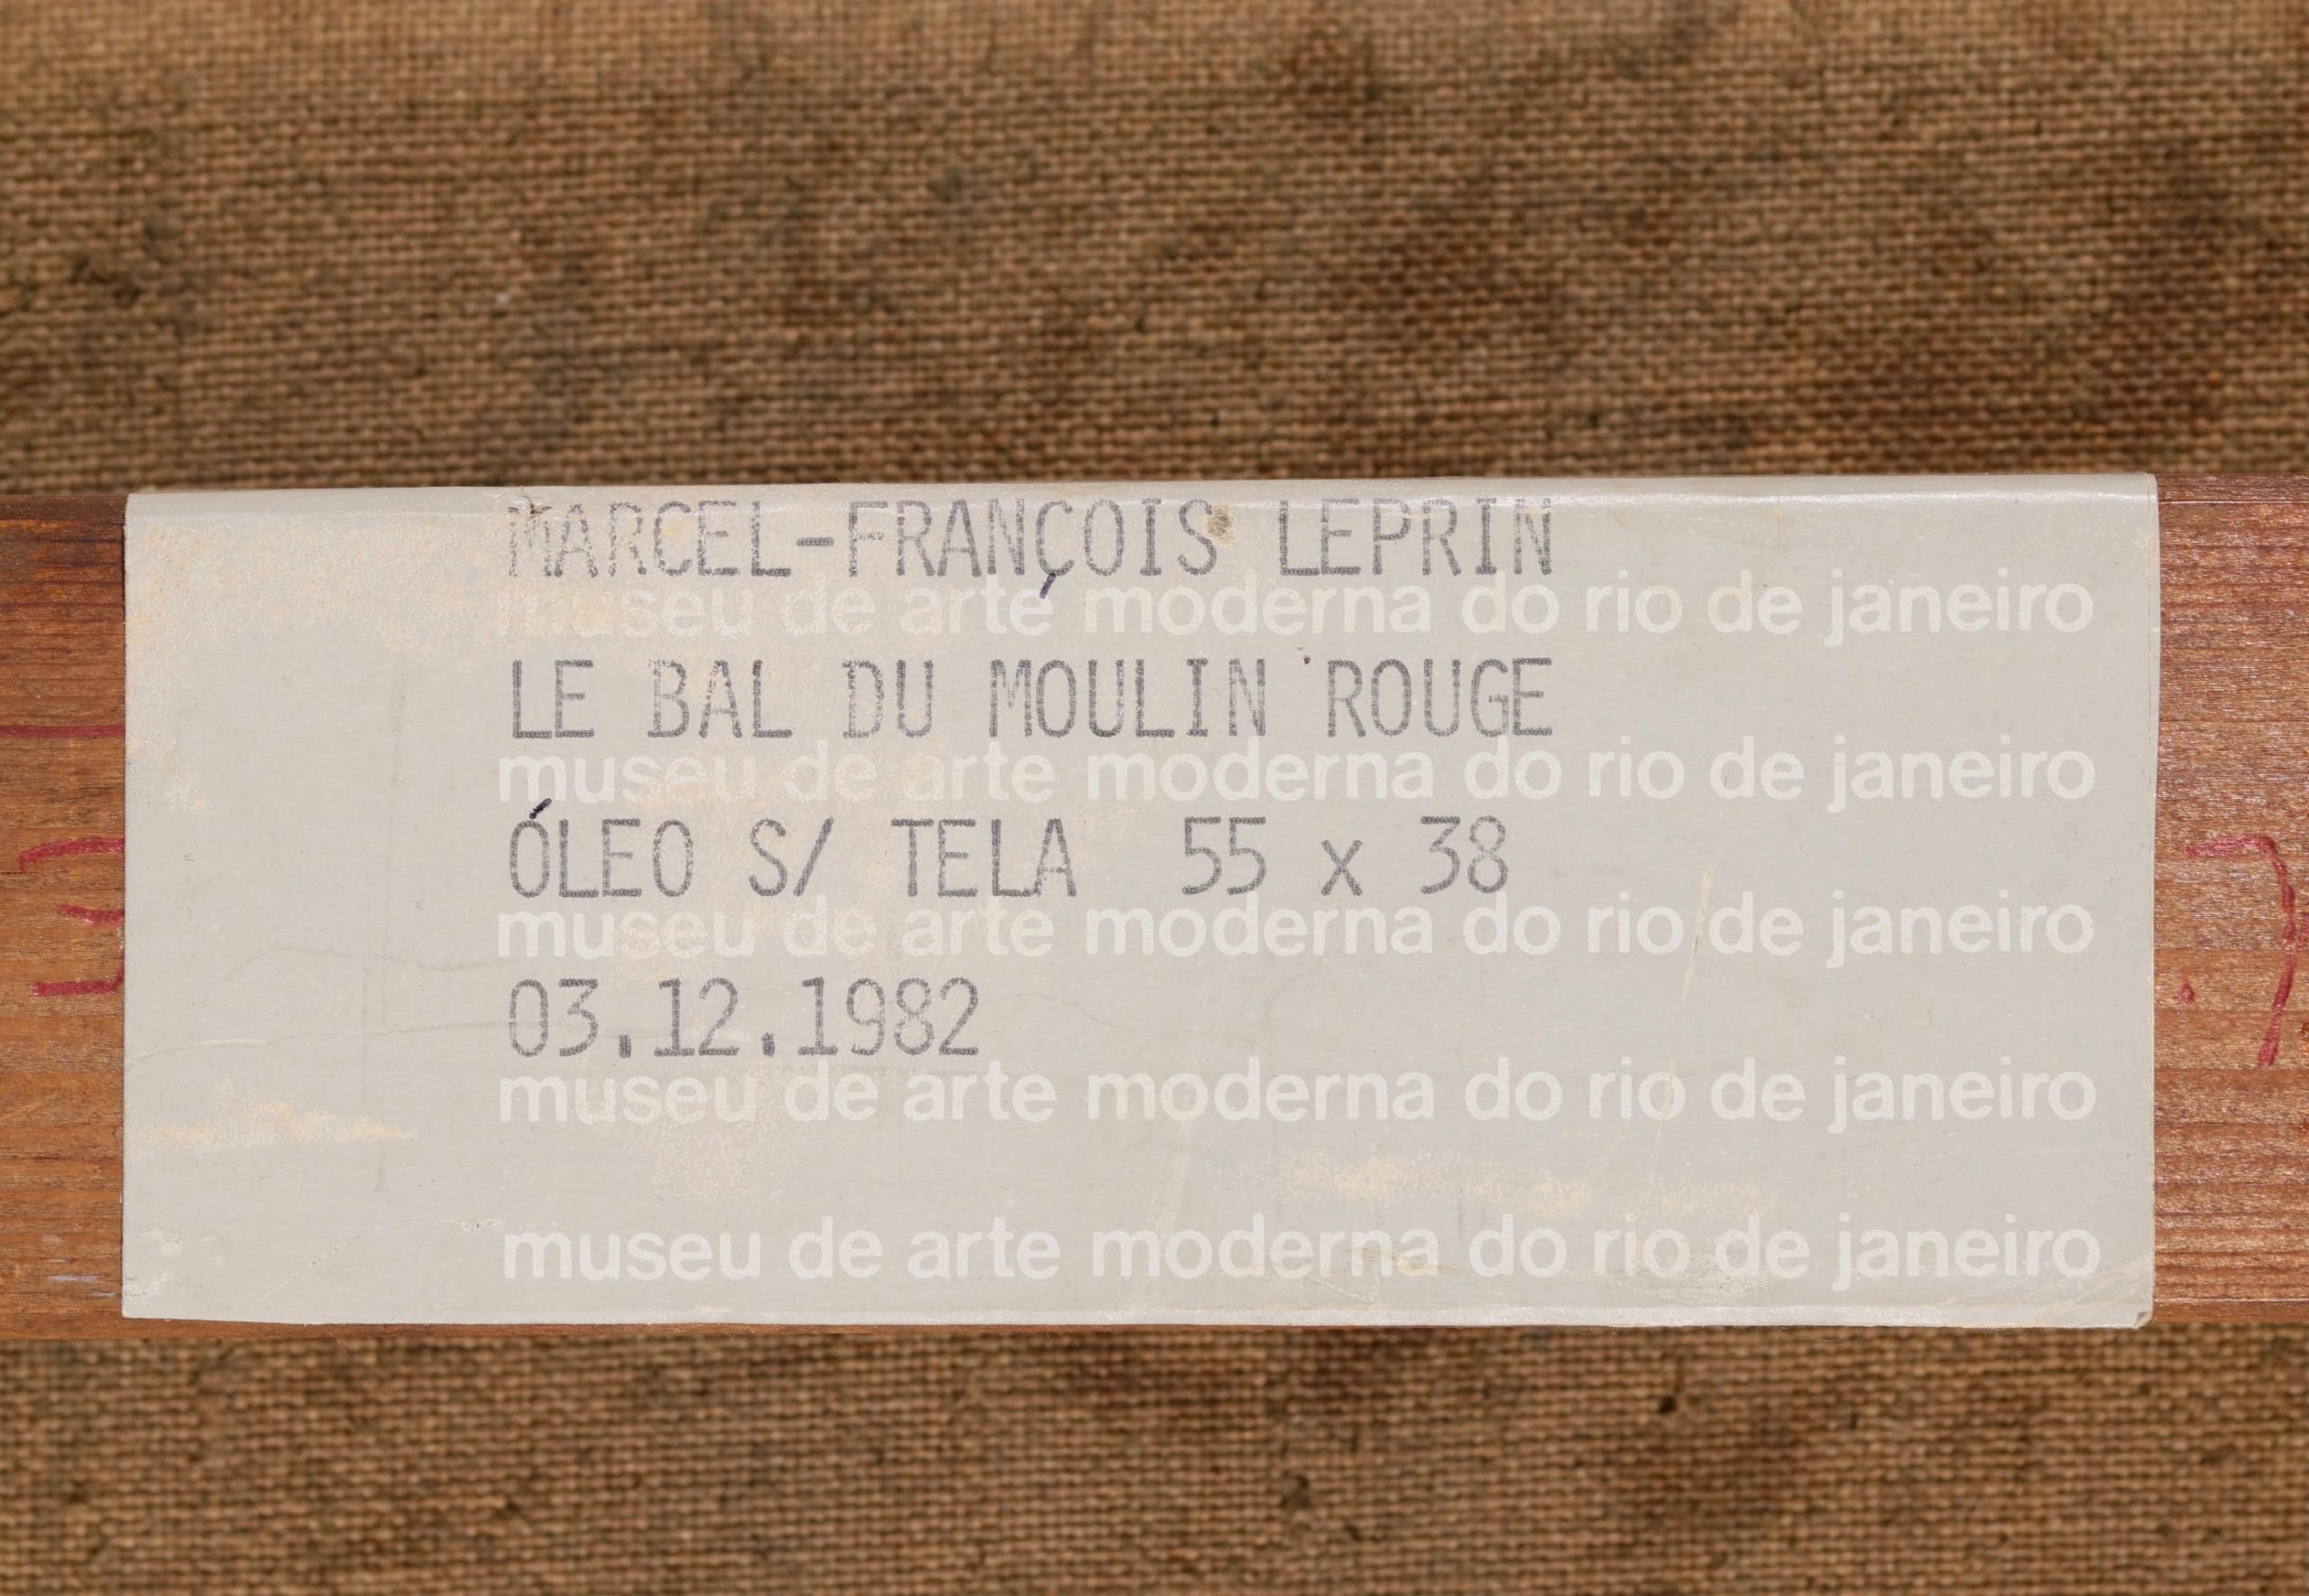 MARCEL-FRANÇOIS LEPRIN
museu de arte moderna do rio de janeiro
LE BAL DU MOULIN ROUGE
museu de arte moderna do rio de janeiro
ÓLEO S/ TELA 55 x 38
museu de arte moderna do rio de janeiro
03.12.1982
museu de arte moderna do rio de janeiro
museu de arte moderna do rio de janeiro